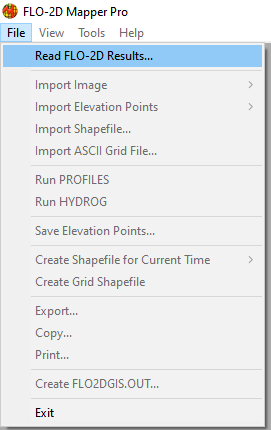 FLO-2D Mapper Pro
File View Tools Help
Read FLO-2D Results...
Import Image
Import Elevation Points
Import Shapefile...
Import ASCII Grid File...
Run PROFILES
Run HYDROG
Save Elevation Points...
Create Shapefile for Current Time
Create Grid Shapefile
Export...
Copy...
Print...
Create FLO2DGIS.OUT...
Exit